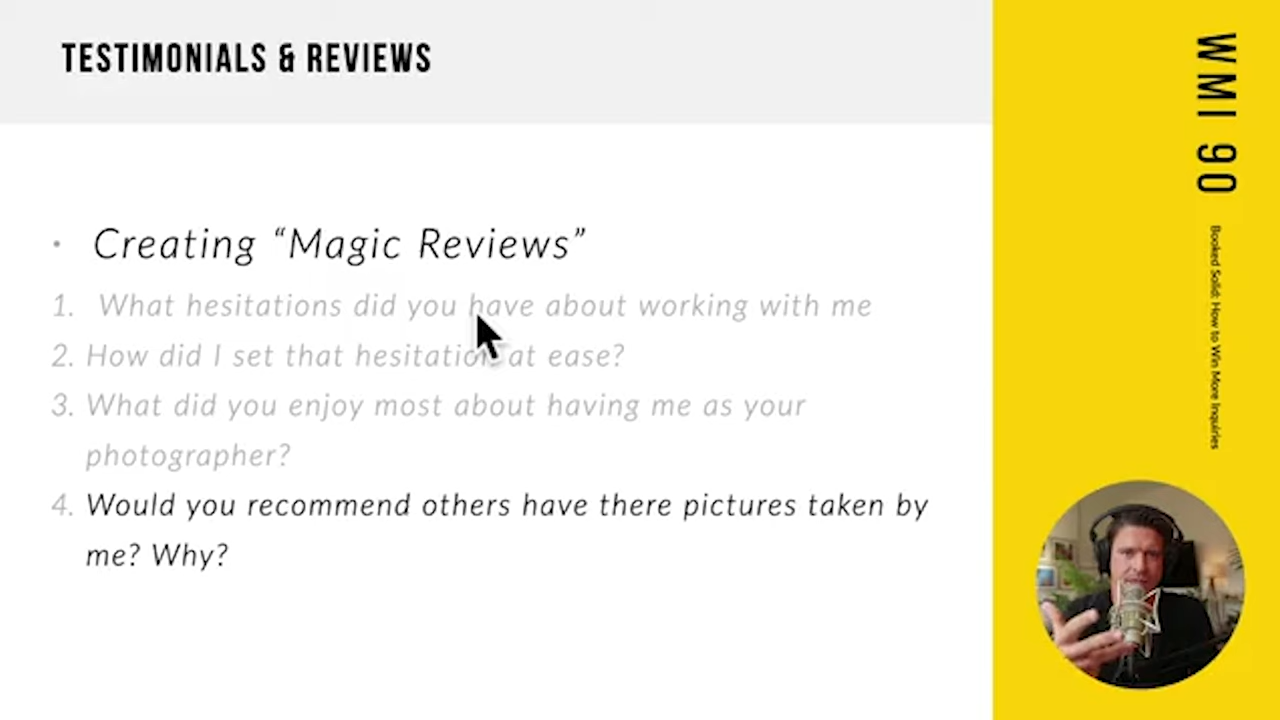 TESTIMONIALS & REVIEWS
• Creating “Magic Reviews”
1. What hesitations did you have about working with me
2. How did I set that hesitation at ease?
3. What did you enjoy most about having me as your
photographer?
4. Would you recommend others have there pictures taken by
me? Why?
WMI 90
Booked Solid: How to Win More Inquiries